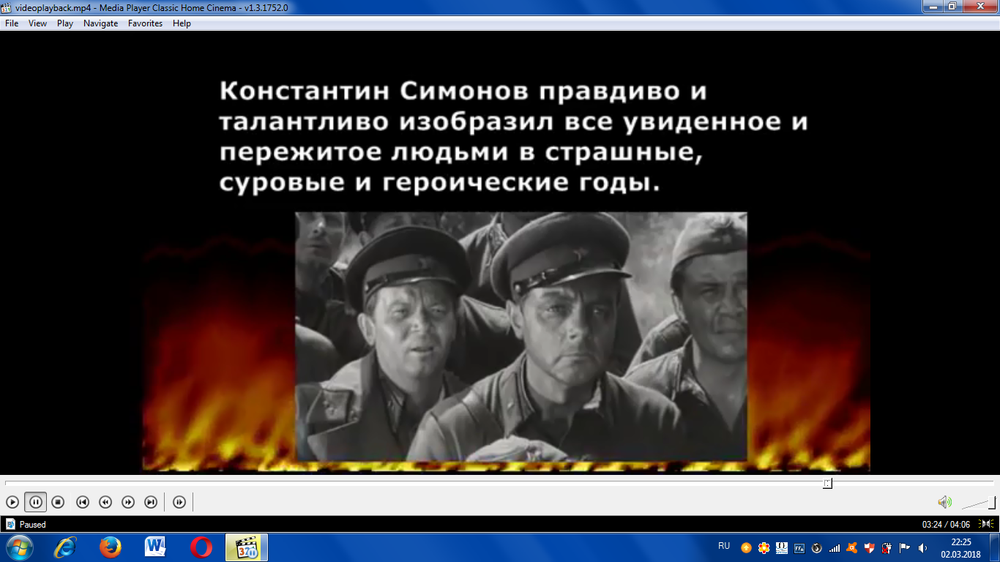 videoplayback.mp4 - Media Player Classic Home Cinema - v1.3.1752.0
File View Play Navigate Favorites Help
Константин Симонов правдиво и
талантливо изобразил все увиденное и
пережитое людьми в страшные,
суровые и героические годы.
Paused
03:24 / 04:06
RU
22:25
02.03.2018